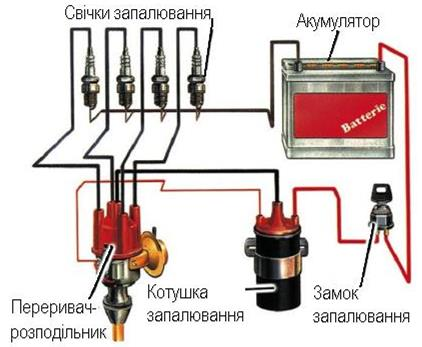 Свічки запалювання
Акумулятор
Batterie
Переривач-
розподільник
Котушка
запалювання
Замок
запалювання